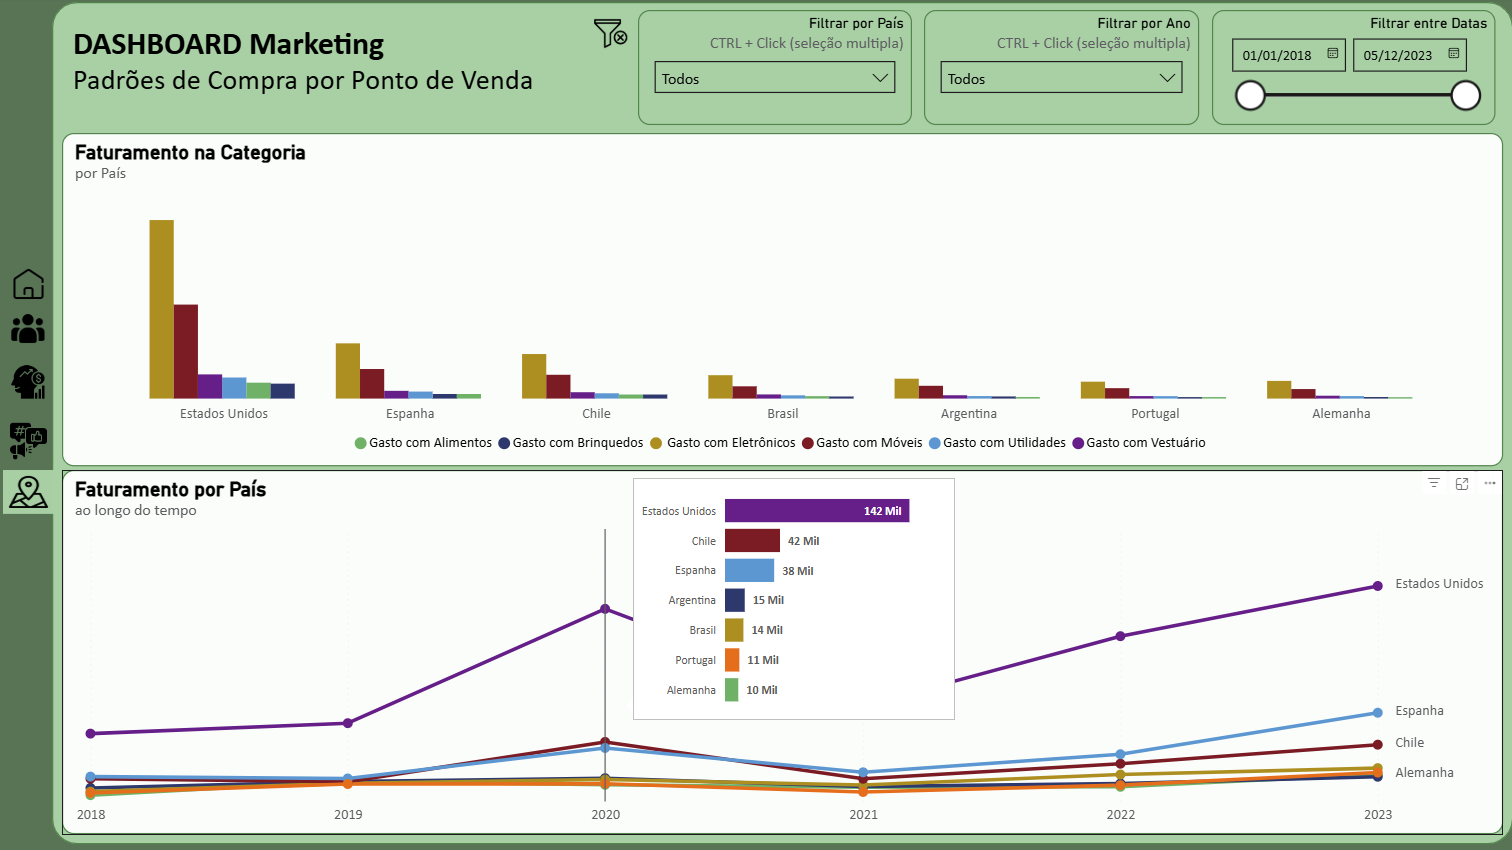 DASHBOARD Marketing
Padrões de Compra por Ponto de Venda
Filtrar por País
CTRL + Click (seleção multipla)
Todos
Filtrar por Ano
CTRL + Click (seleção multipla)
Todos
Filtrar entre Datas
01/01/2018
05/12/2023
Faturamento na Categoria
por País
Estados Unidos
Espanha
Chile
Brasil
Argentina
Portugal
Alemanha
Gasto com Alimentos
Gasto com Brinquedos
Gasto com Eletrônicos
Gasto com Móveis
Gasto com Utilidades
Gasto com Vestuário
Faturamento por País
ao longo do tempo
Estados Unidos 142 Mil
Chile 42 Mil
Espanha 38 Mil
Argentina 15 Mil
Brasil 14 Mil
Portugal 11 Mil
Alemanha 10 Mil
Estados Unidos
Espanha
Chile
Alemanha
2018
2019
2020
2021
2022
2023